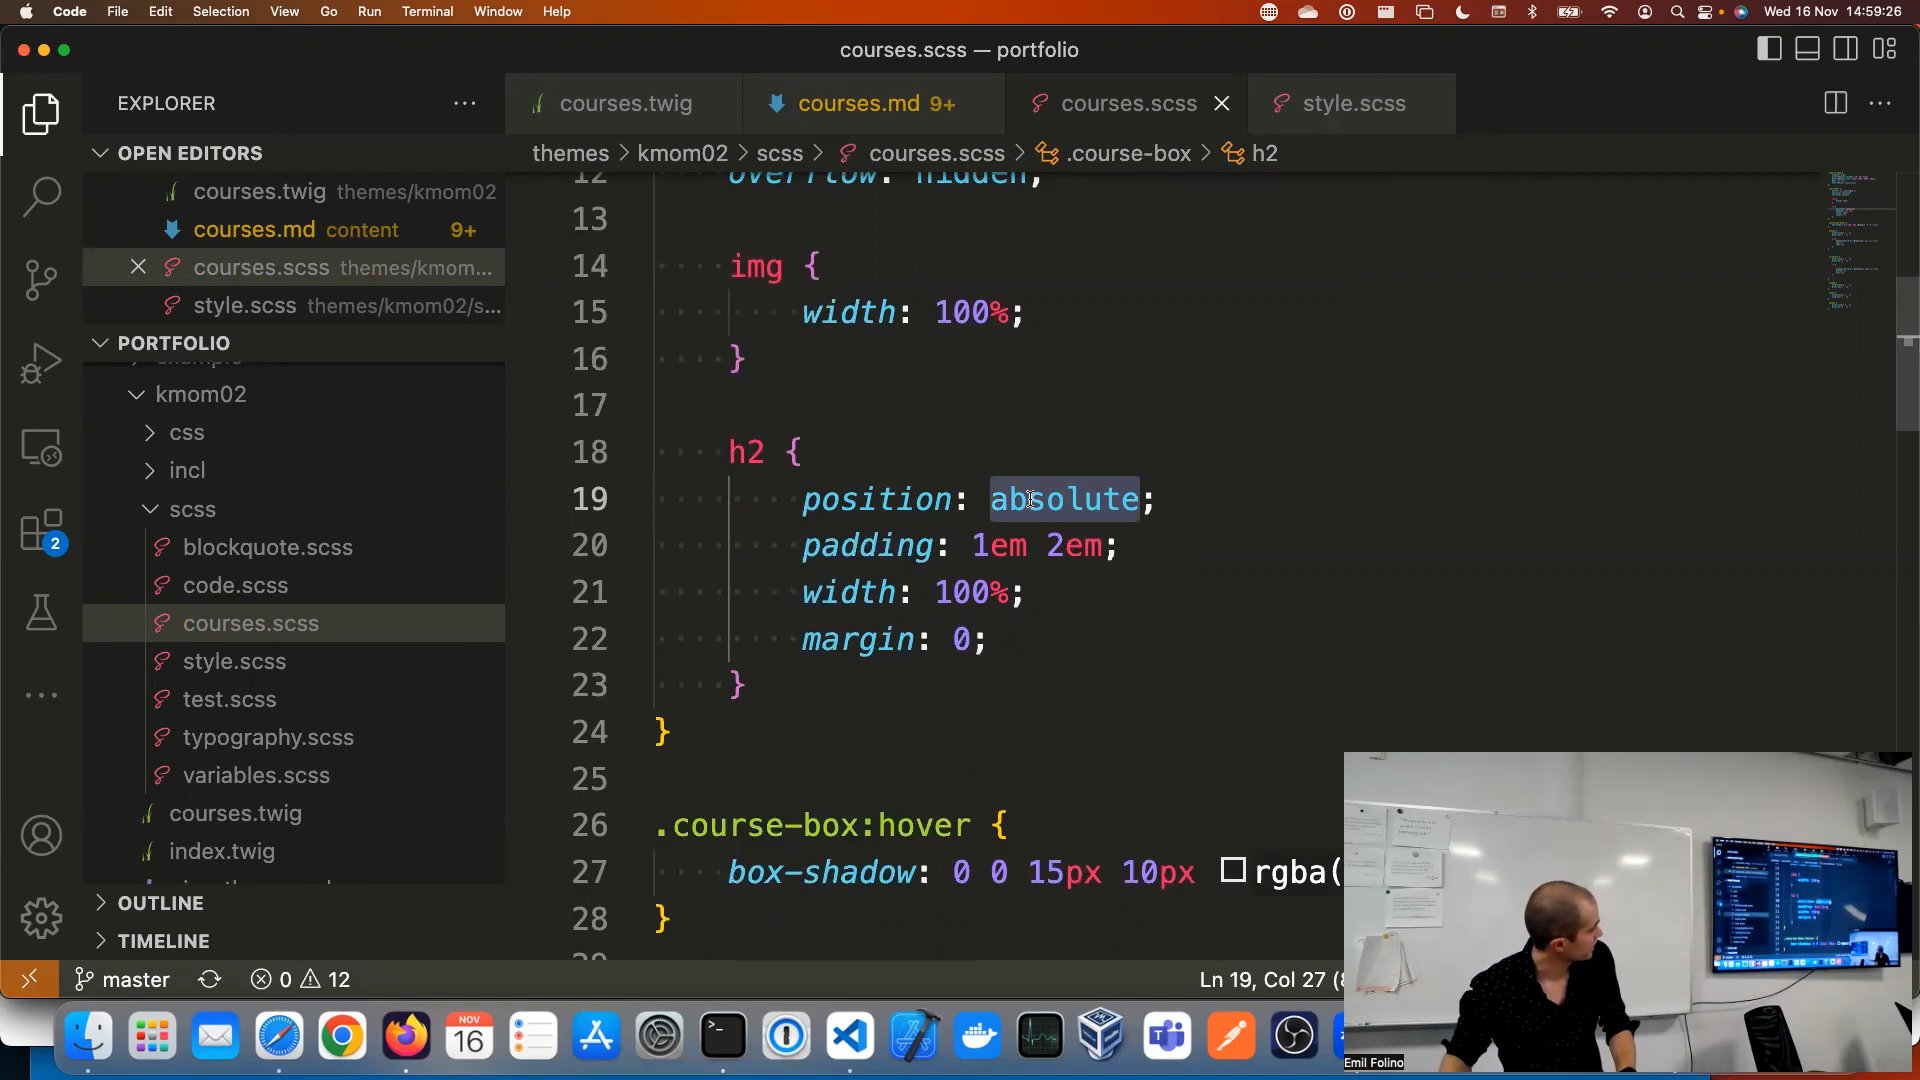 Code File Edit Selection View Go Run Terminal Window Help Wed 16 Nov 14:59:26
courses.scss — portfolio
EXPLORER
courses.twig courses.md 9+ courses.scss style.scss
OPEN EDITORS
themes > kmom02 > scss > courses.scss > .course-box > h2
courses.twig themes/kmom02
courses.md content 9+
courses.scss themes/kmom...
style.scss themes/kmom02/s...
PORTFOLIO
example
kmom02
css
incl
scss
blockquote.scss
code.scss
courses.scss
style.scss
test.scss
typography.scss
variables.scss
courses.twig
index.twig
OUTLINE
TIMELINE
2
12 overflow: hidden;
13
14 img {
15 width: 100%;
16 }
17
18 h2 {
19 position: absolute;
20 padding: 1em 2em;
21 width: 100%;
22 margin: 0;
23 }
24 }
25
26 .course-box:hover {
27 box-shadow: 0 0 15px 10px rgba(
28 }
master 0 12 Ln 19, Col 27 (
NOV
16
Emil Folino